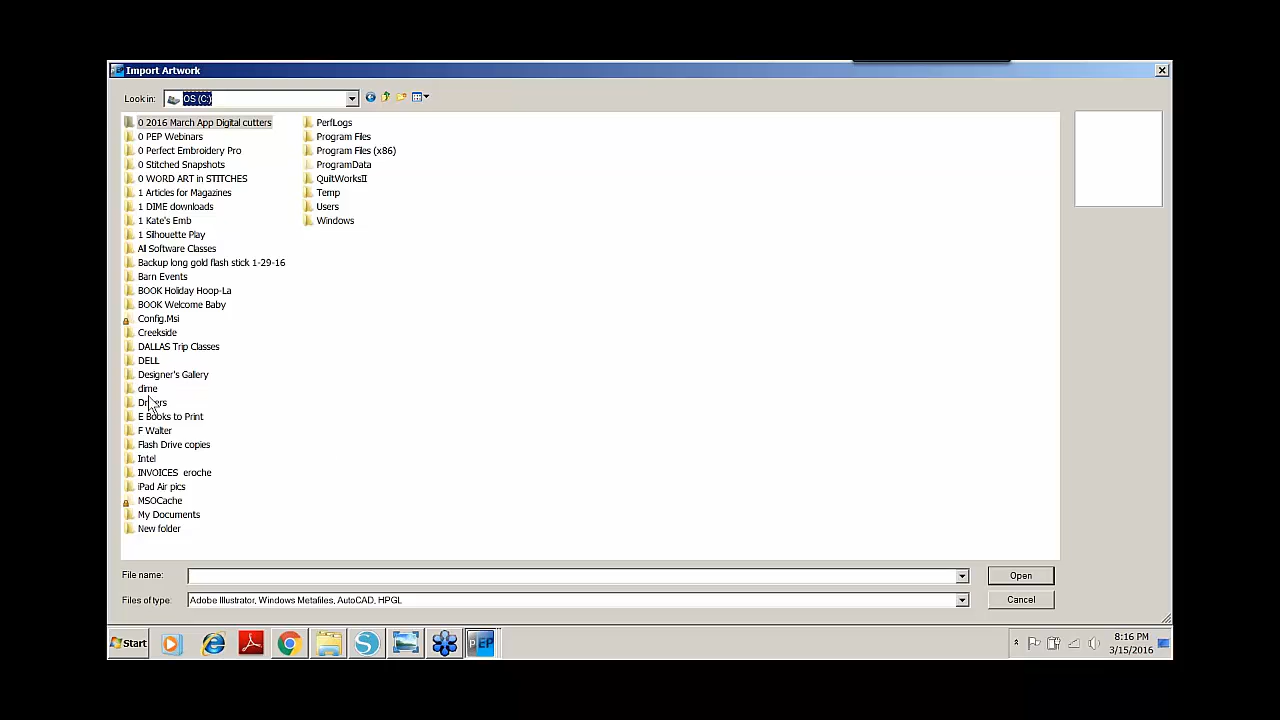 Import Artwork
Look in: OS (C:)
0 2016 March App Digital cutters
0 PEP Webinars
0 Perfect Embroidery Pro
0 Stitched Snapshots
0 WORD ART in STITCHES
1 Articles for Magazines
1 DIME downloads
1 Kate's Emb
1 Silhouette Play
All Software Classes
Backup long gold flash stick 1-29-16
Barn Events
BOOK Holiday Hoop-La
BOOK Welcome Baby
Config.Msi
Creekside
DALLAS Trip Classes
DELL
Designer's Gallery
dime
E Books to Print
F Walter
Flash Drive copies
Intel
INVOICES eroche
iPad Air pics
MSOCache
My Documents
New folder
PerfLogs
Program Files
Program Files (x86)
ProgramData
QuiltWorksII
Temp
Users
Windows
File name:
Open
Files of type: Adobe Illustrator, Windows Metafiles, AutoCAD, HPGL
Cancel
Start
PEP
8:16 PM
3/15/2016